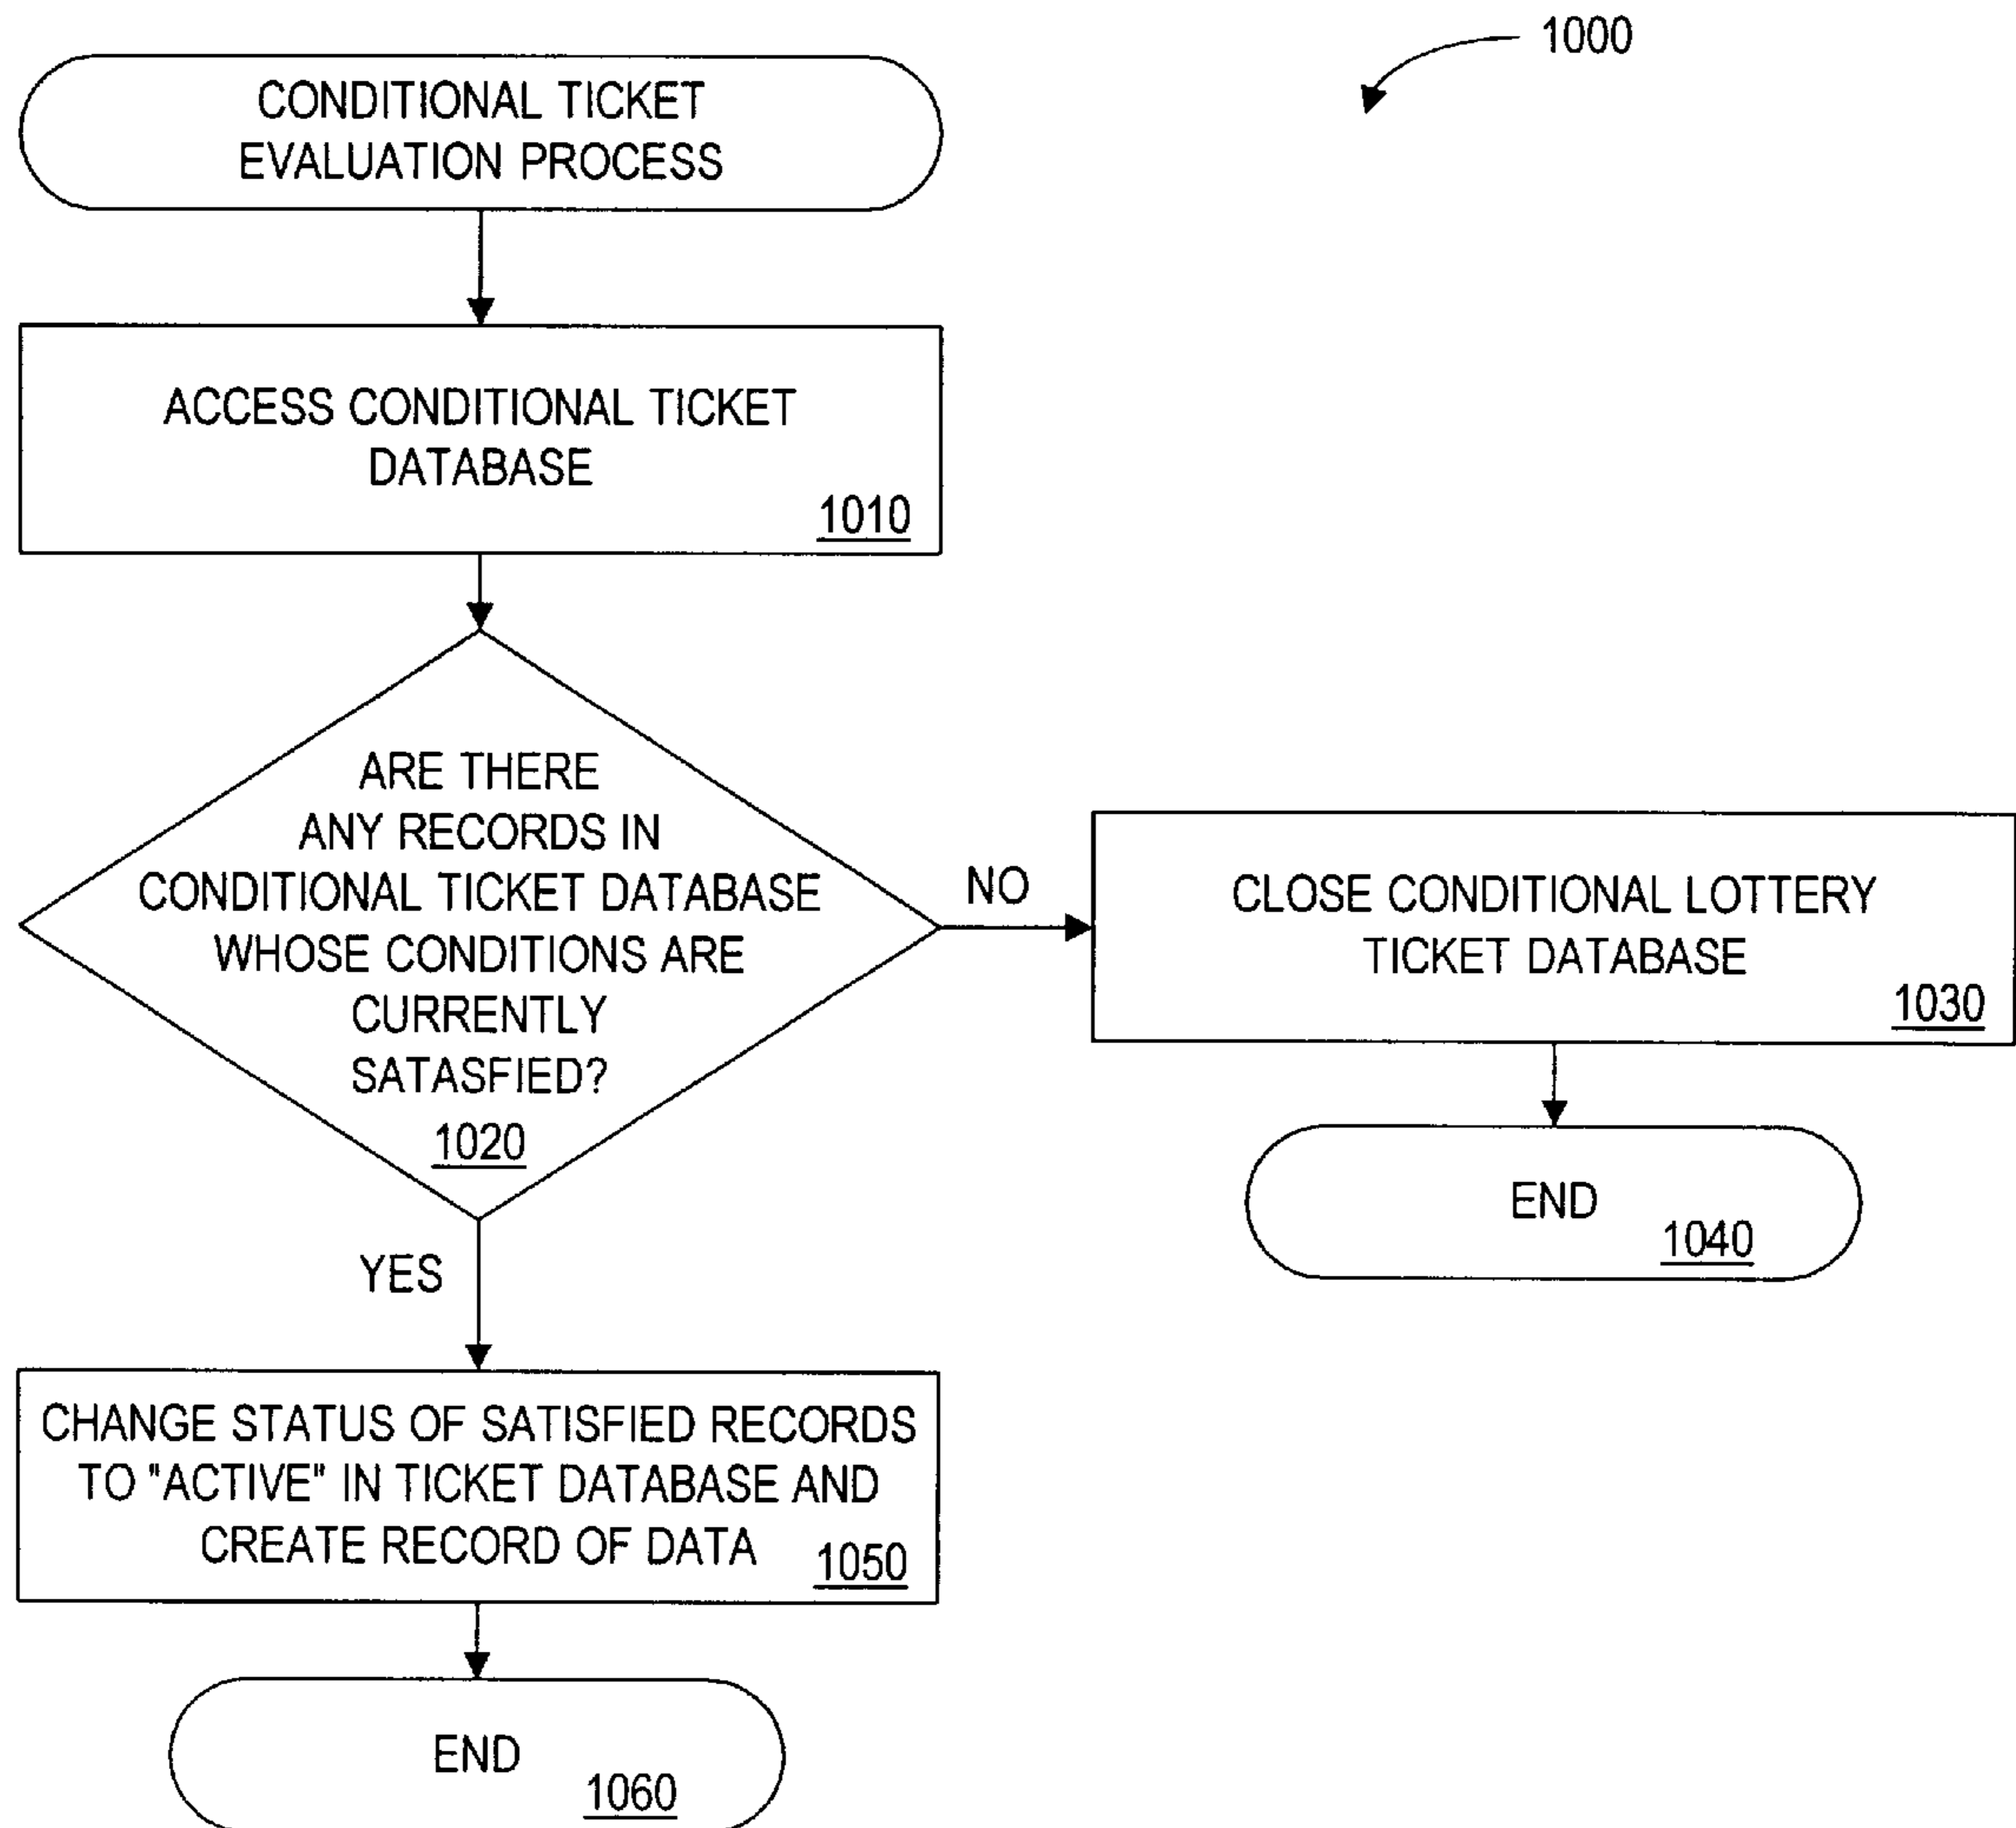 1000
CONDITIONAL TICKET
EVALUATION PROCESS
ACCESS CONDITIONAL TICKET
DATABASE
1010
ARE THERE
ANY RECORDS IN
CONDITIONAL TICKET DATABASE
WHOSE CONDITIONS ARE
CURRENTLY
SATASFIED?
1020
NO
CLOSE CONDITIONAL LOTTERY
TICKET DATABASE
1030
END
1040
YES
CHANGE STATUS OF SATISFIED RECORDS
TO "ACTIVE" IN TICKET DATABASE AND
CREATE RECORD OF DATA
1050
END
1060